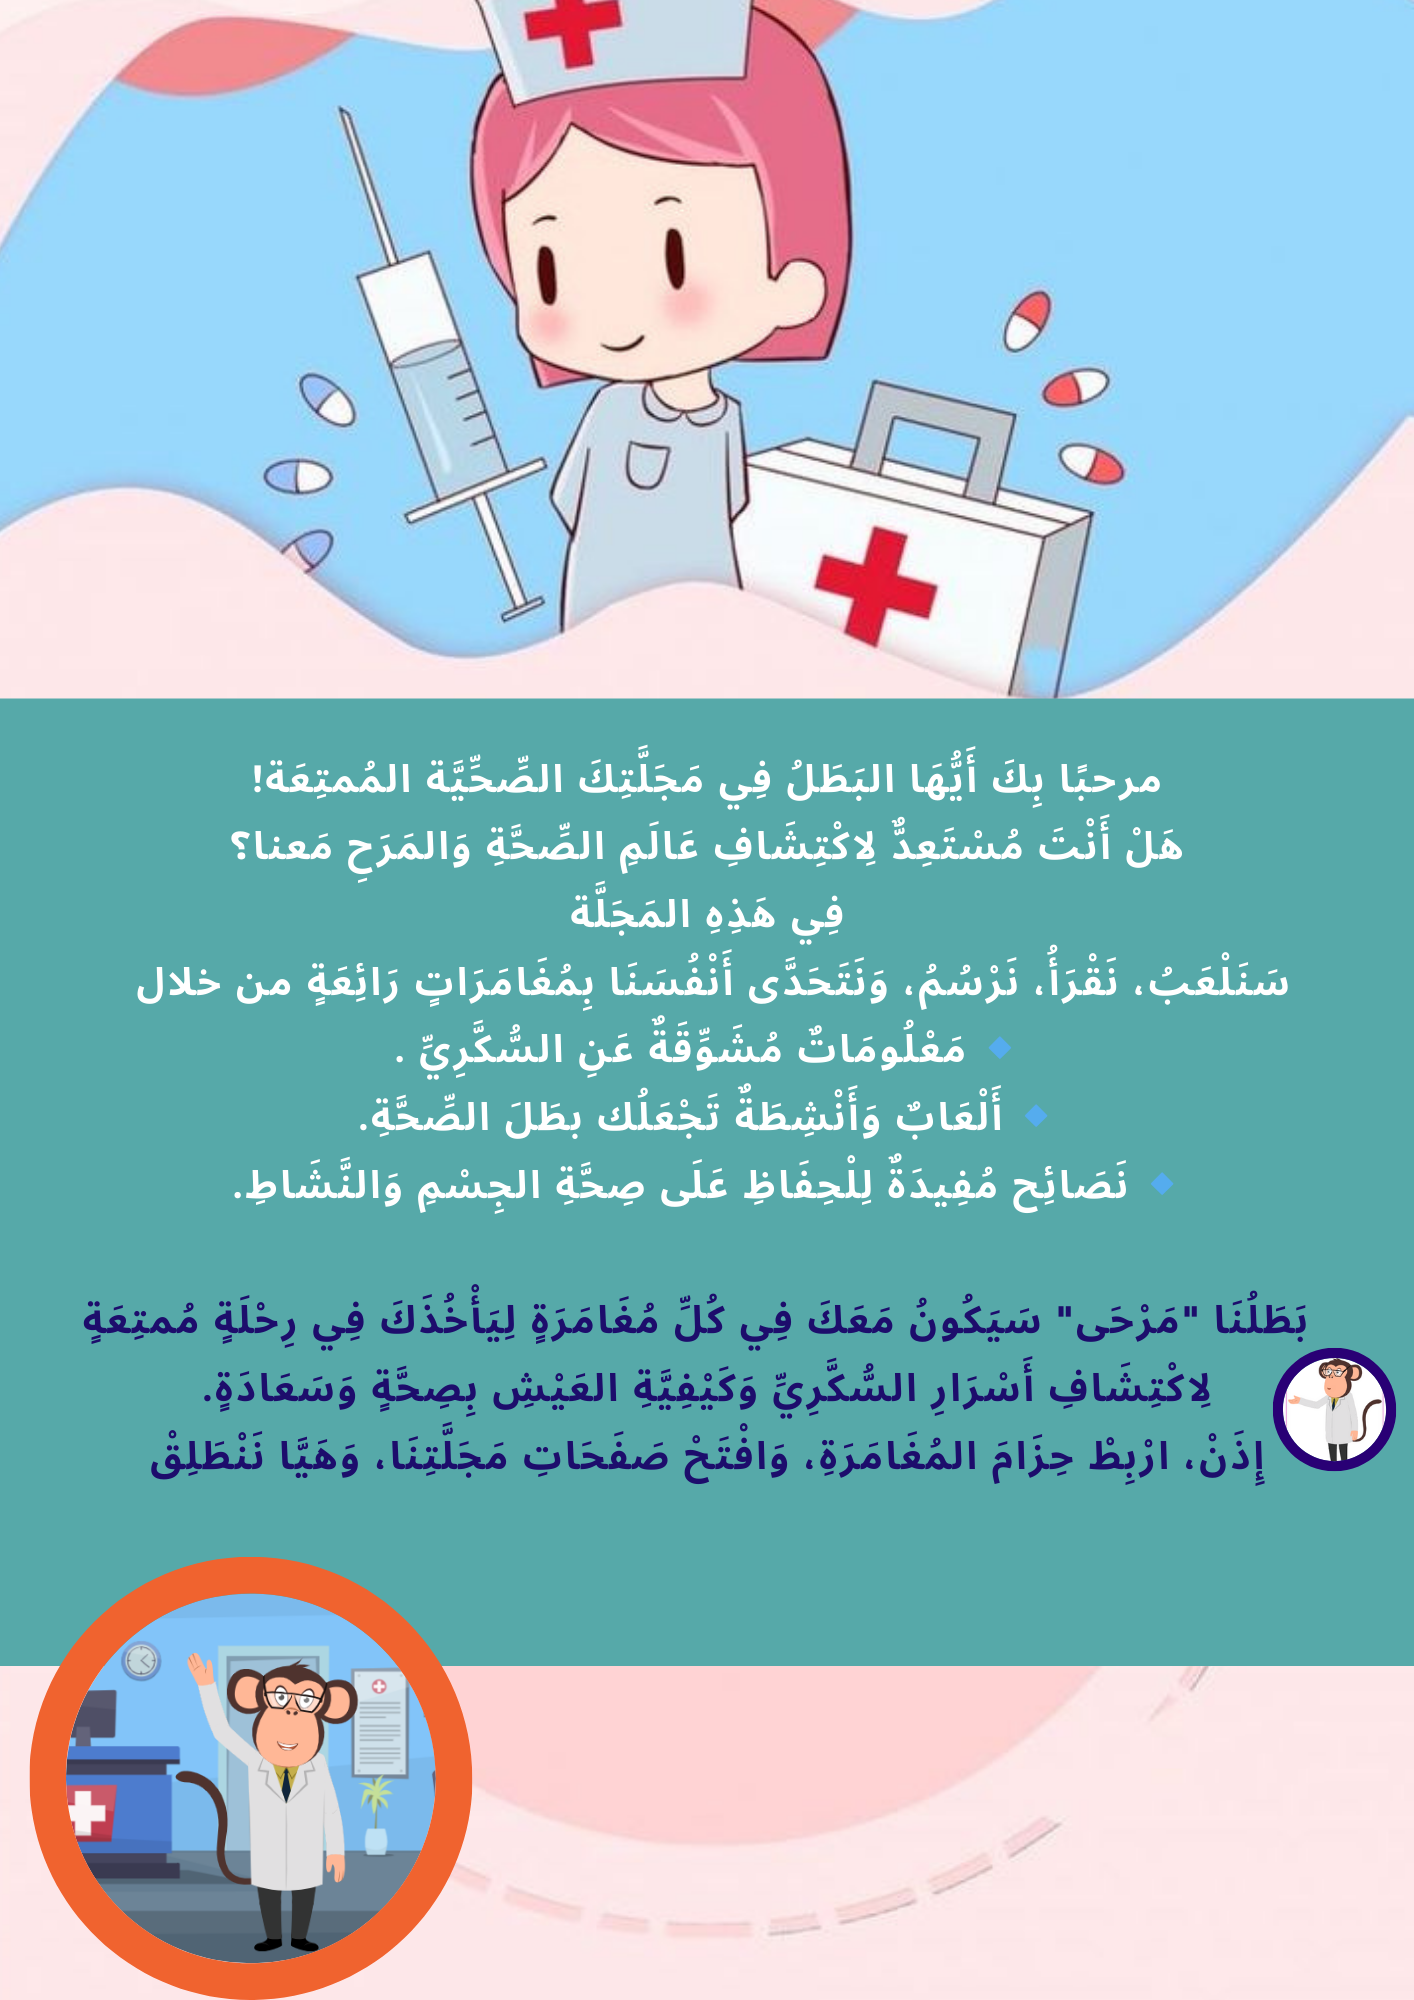 مرحبًا بِكَ أَيُّهَا البَطَلُ فِي مَجَلَّتِكَ الصِّحِّيَّة المُمتِعَة!
هَلْ أَنْتَ مُسْتَعِدٌّ لِاكْتِشَافِ عَالَمِ الصِّحَّةِ وَالمَرَحِ مَعنا؟
فِي هَذِهِ المَجَلَّة
سَنَلْعَبُ، نَقْرَأُ، نَرْسُمُ، وَنَتَحَدَّى أَنْفُسَنَا بِمُغَامَرَاتٍ رَائِعَةٍ من خلال
🔹 مَعْلُومَاتٌ مُشَوِّقَةٌ عَنِ السُّكَّرِيِّ .
🔹 أَلْعَابٌ وَأَنْشِطَةٌ تَجْعَلُك بطَلَ الصِّحَّةِ.
🔹 نَصَائِح مُفِيدَةٌ لِلْحِفَاظِ عَلَى صِحَّةِ الجِسْمِ وَالنَّشَاطِ.
بَطَلُنَا "مَرْحَى" سَيَكُونُ مَعَكَ فِي كُلِّ مُغَامَرَةٍ لِيَأْخُذَكَ فِي رِحْلَةٍ مُمتِعَةٍ
لِاكْتِشَافِ أَسْرَارِ السُّكَّرِيِّ وَكَيْفِيَّةِ العَيْشِ بِصِحَّةٍ وَسَعَادَةٍ.
إِذَنْ، ارْبِطْ حِزَامَ المُغَامَرَةِ، وَافْتَحْ صَفَحَاتِ مَجَلَّتِنَا، وَهَيَّا نَنْطَلِقْ